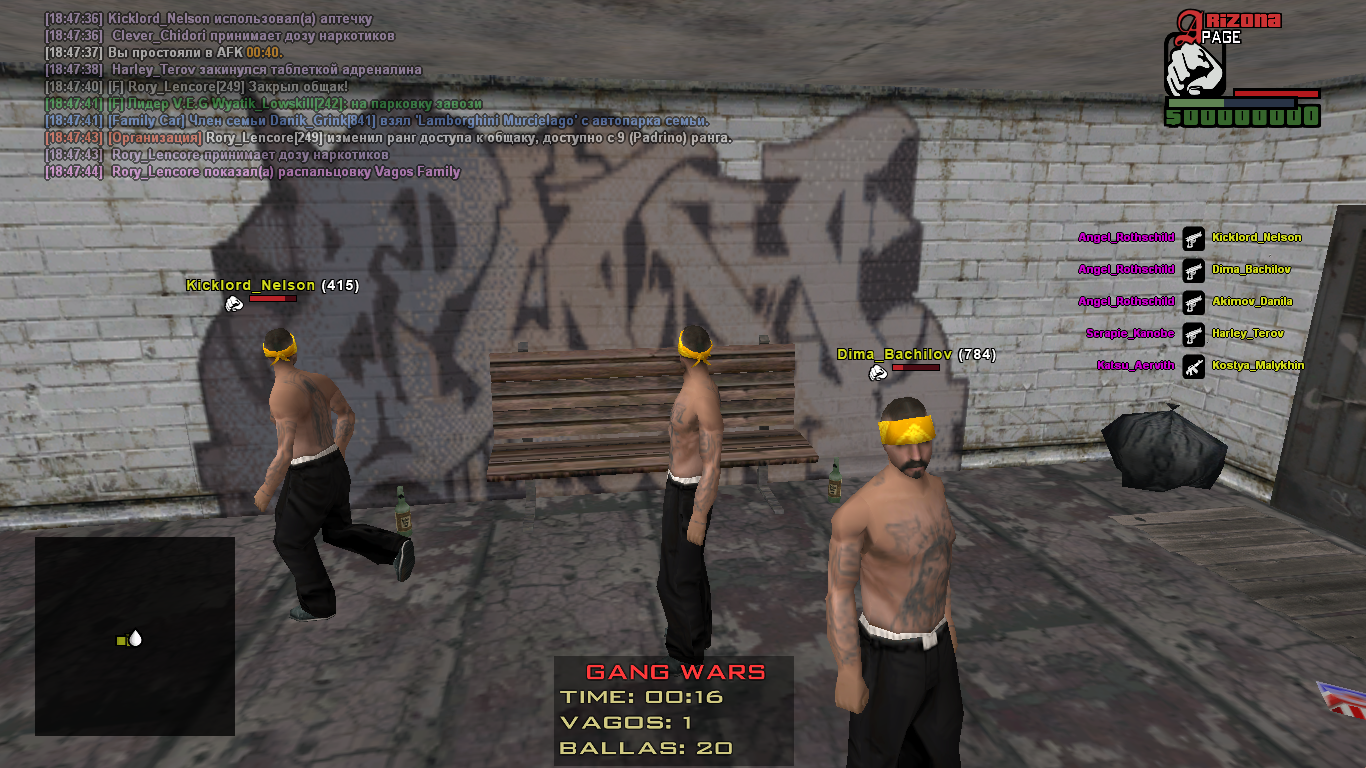 [18:47:36] Kicklord_Nelson использовал(а) аптечку
[18:47:36] Clever_Chidori принимает дозу наркотиков
[18:47:37] Вы простояли в AFK 00:40.
[18:47:38] Harley_Terov закинулся таблеткой адреналина
[18:47:40] [F] Rory_Lencore[249] Закрыл общак!
[18:47:41] [F] Лидер V.E.G Wyatik_Lowskill[242]: на парковку завози
[18:47:41] [Family Car] Член семьи Danik_Grink[841] взял 'Lamborghini Murcielago' с автопарка семьи.
[18:47:43] [Организация] Rory_Lencore[249] изменил ранг доступа к общаку, доступно с 9 (Padrino) ранга.
[18:47:43] Rory_Lencore принимает дозу наркотиков
[18:47:44] Rory_Lencore показал(а) распальцовку Vagos Family
Arizona
PAGE
$00000000
Angel_Rothschild Kicklord_Nelson
Angel_Rothschild Dima_Bachilov
Angel_Rothschild Akimov_Danila
Scrapie_Kanobe Harley_Terov
Katsu_Aervith Kostya_Malykhin
Kicklord_Nelson (415)
Dima_Bachilov (784)
GANG WARS
TIME: 00:16
VAGOS: 1
BALLAS: 20